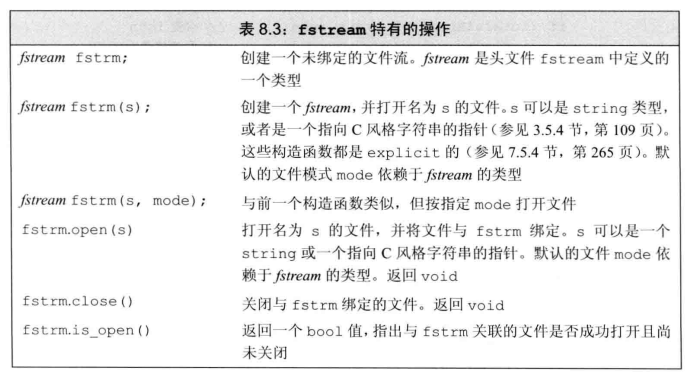 表 8.3：fstream 特有的操作
fstream fstrm; 创建一个未绑定的文件流。fstream 是头文件 fstream 中定义的
一个类型
fstream fstrm(s); 创建一个 fstream，并打开名为 s 的文件。s 可以是 string 类型，
或者是一个指向 C 风格字符串的指针（参见 3.5.4 节，第 109 页）。
这些构造函数都是 explicit 的（参见 7.5.4 节，第 265 页）。默
认的文件模式 mode 依赖于 fstream 的类型
fstream fstrm(s, mode); 与前一个构造函数类似，但按指定 mode 打开文件
fstrm.open(s) 打开名为 s 的文件，并将文件与 fstrm 绑定。s 可以是一个
string 或一个指向 C 风格字符串的指针。默认的文件 mode 依
赖于 fstream 的类型。返回 void
fstrm.close() 关闭与 fstrm 绑定的文件。返回 void
fstrm.is_open() 返回一个 bool 值，指出与 fstrm 关联的文件是否成功打开且尚
未关闭